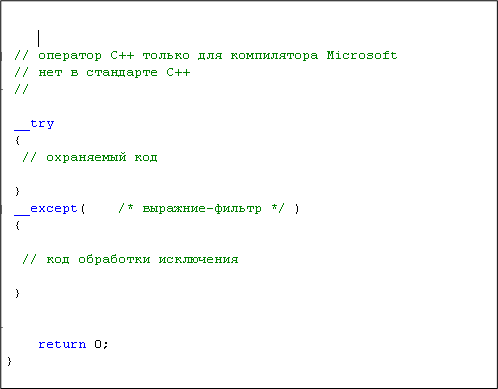 // оператор C++ только для компилятора Microsoft
// нет в стандарте C++
//
__try
{
// охраняемый код
}
__except(    /* выражние-фильтр */ )
{
// код обработки исключения
}
return 0;
}